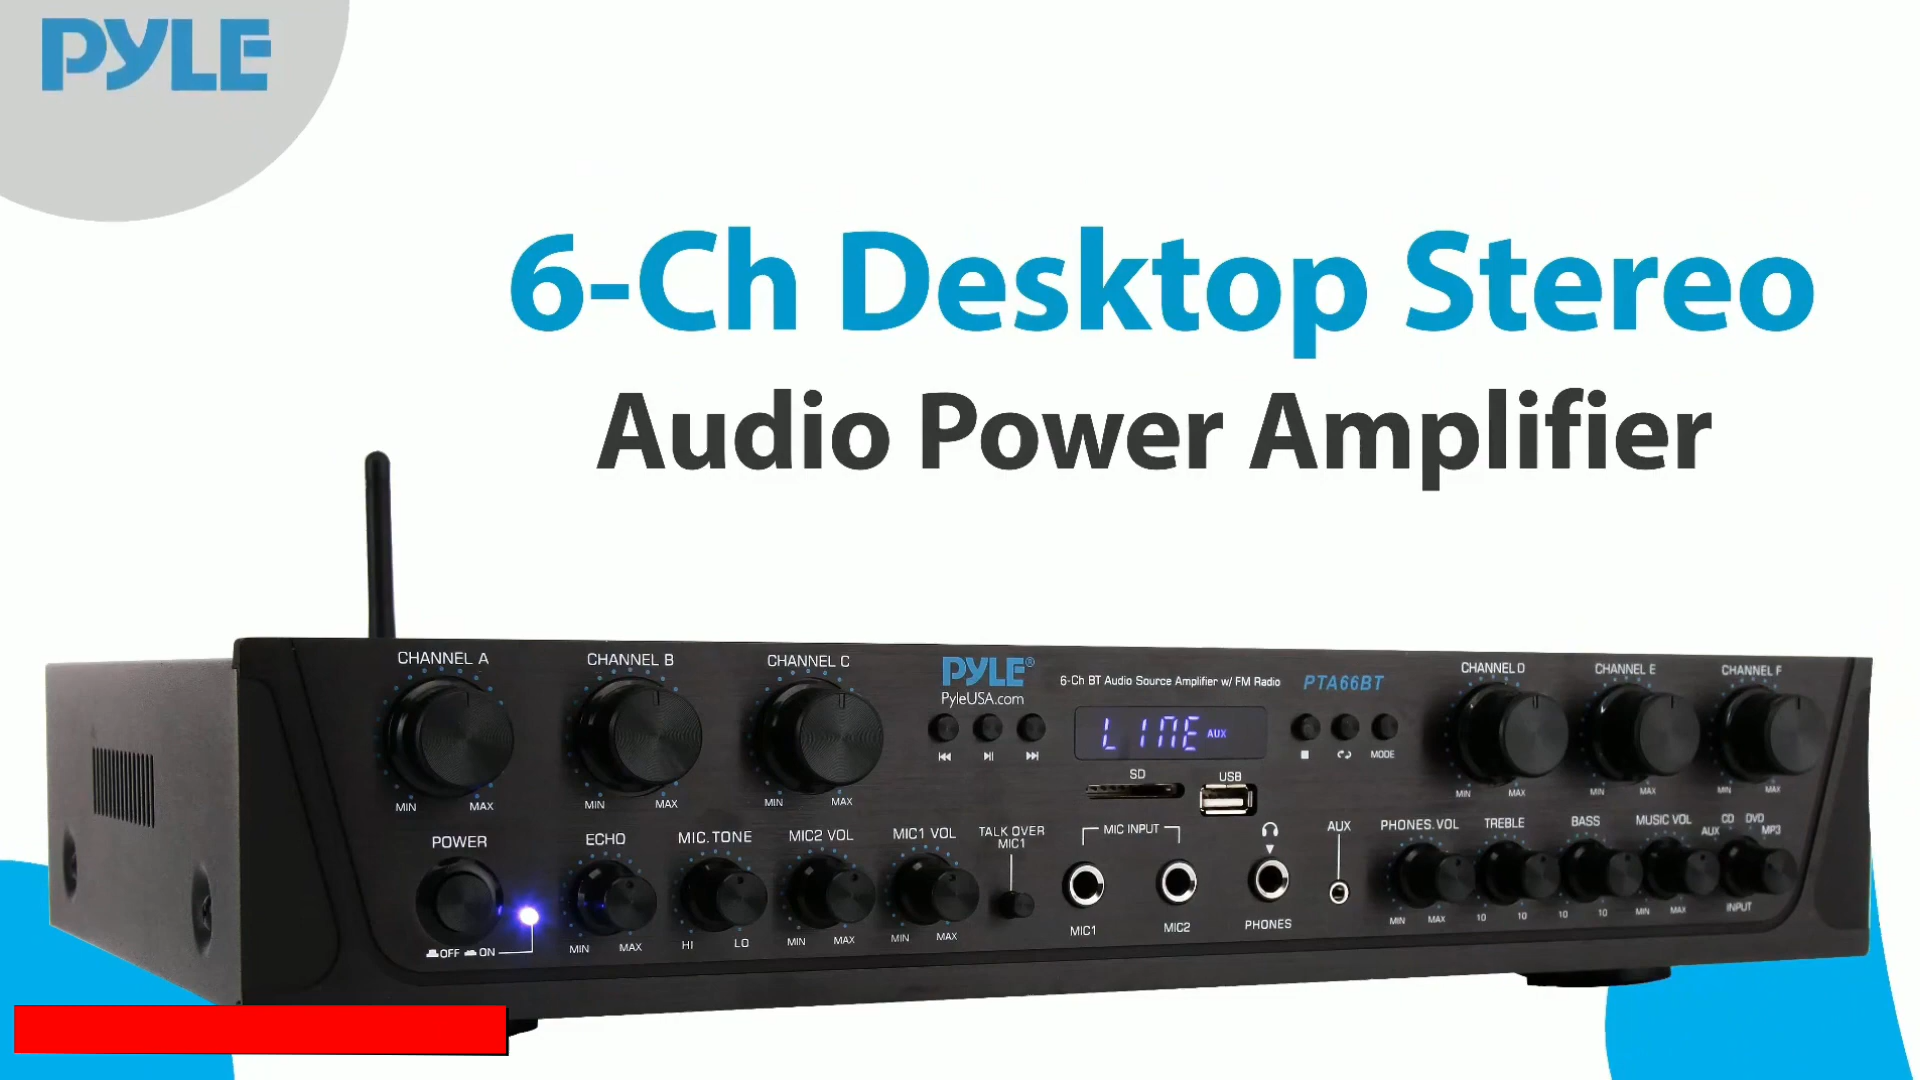 PYLE
6-Ch Desktop Stereo
Audio Power Amplifier
CHANNEL A
CHANNEL B
CHANNEL C
PYLE®
PyleUSA.com
6-Ch BT Audio Source Amplifier w/ FM Radio
PTA66BT
CHANNEL D
CHANNEL E
CHANNEL F
LINE AUX
MODE
MIN MAX
MIN MAX
MIN MAX
SD
USB
MIN MAX
MIN MAX
MIN MAX
POWER
ECHO
MIC. TONE
MIC2 VOL
MIC1 VOL
TALK OVER
MIC1
MIC INPUT
AUX
PHONES. VOL
TREBLE
BASS
MUSIC VOL
AUX
CD
DVD
MP3
OFF ON
MIN MAX
HI LO
MIN MAX
MIN MAX
MIC1
MIC2
PHONES
MIN MAX
10 10
10 10
MIN MAX
INPUT